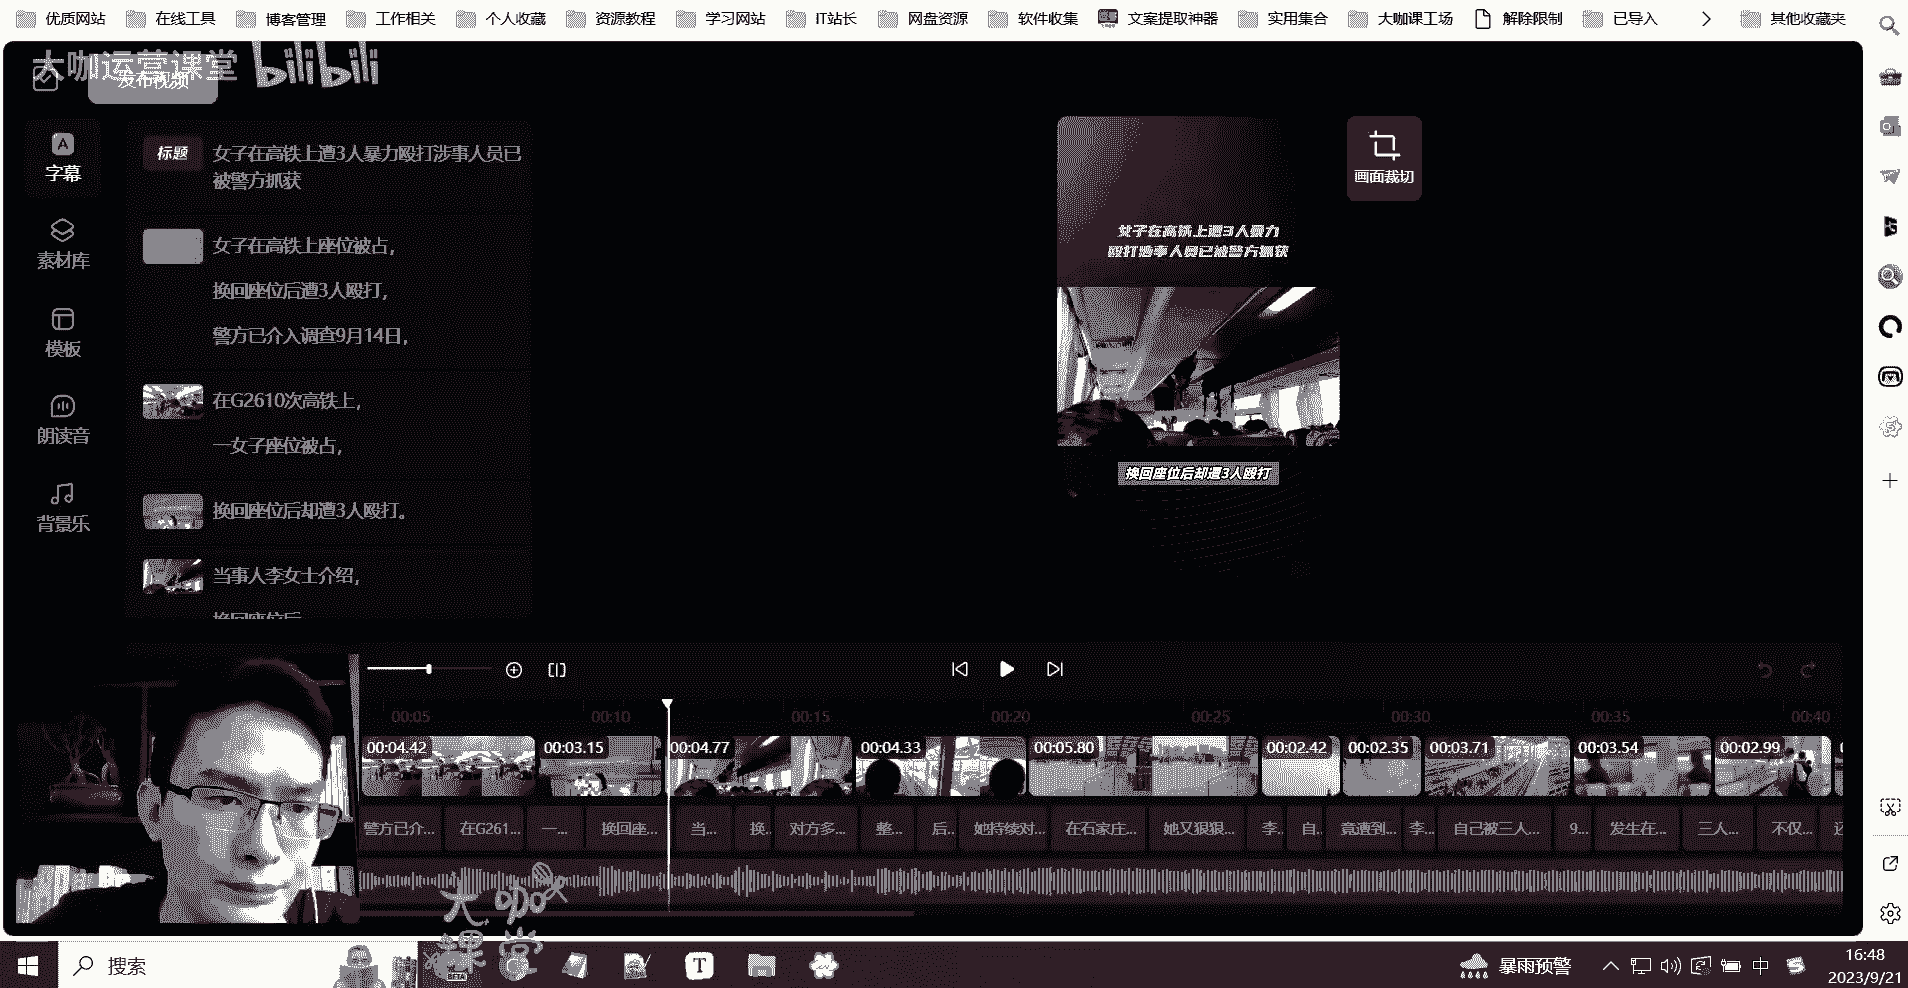 优质网站
在线工具
博客管理
工作相关
个人收藏
资源教程
学习网站
IT站长
网盘资源
软件收集
文案提取神器
实用集合
大咖课工场
解除限制
已导入
其他收藏夹
大咖运营课堂 bilibili
发布视频
字幕
素材库
模板
朗读音
背景乐
标题
女子在高铁上遭3人暴力殴打涉事人员已
被警方抓获
女子在高铁上座位被占，
换回座位后遭3人殴打，
警方已介入调查9月14日，
在G2610次高铁上，
一女子座位被占，
换回座位后却遭3人殴打。
当事人李女士介绍，
换回座位后
女子在高铁上遭3人暴力
殴打涉事人员已被警方抓获
换回座位后却遭3人殴打
画面裁切
00:05 00:10 00:15 00:20 00:25 00:30 00:35 00:40
00:04.42 00:03.15 00:04.77 00:04.33 00:05.80 00:02.42 00:02.35 00:03.71 00:03.54 00:02.99
警方已介... 在G261... 一... 换回座... 当... 换.. 对方多... 整... 后.. 她持续对... 在石家庄... 她又狠狠... 李.. 自.. 竟遭到... 李.. 自己被三人... 9... 发生在... 三人... 不仅...
大咖
课堂
搜索
BETA
T
暴雨预警
中
16:48
2023/9/21